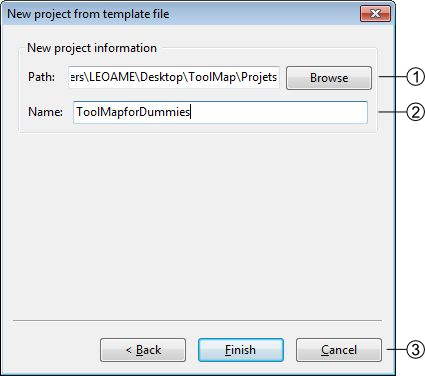 New project from template file
New project information
Path: ers\LEOAME\Desktop\ToolMap\Projets Browse 1
Name: ToolMapforDummies 2
< Back Finish Cancel 3